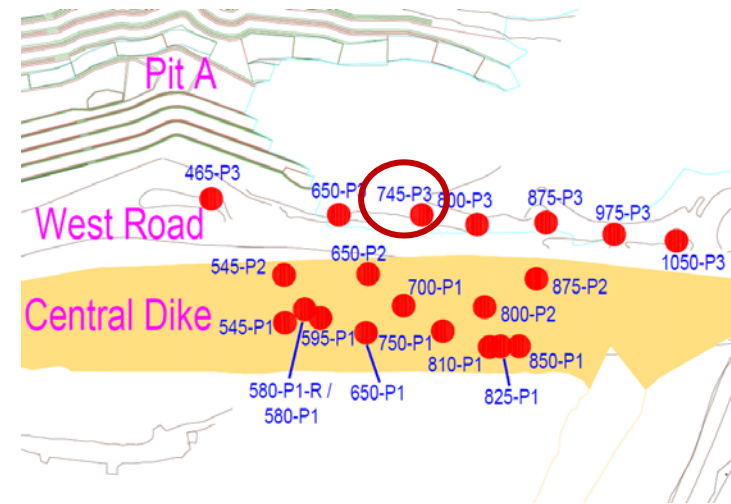 Pit A
465-P3
650-P3
745-P3
800-P3
875-P3
975-P3
West Road
1050-P3
545-P2
650-P2
875-P2
700-P1
800-P2
Central Dike
545-P1
595-P1
750-P1
810-P1
850-P1
580-P1-R /
580-P1
650-P1
825-P1